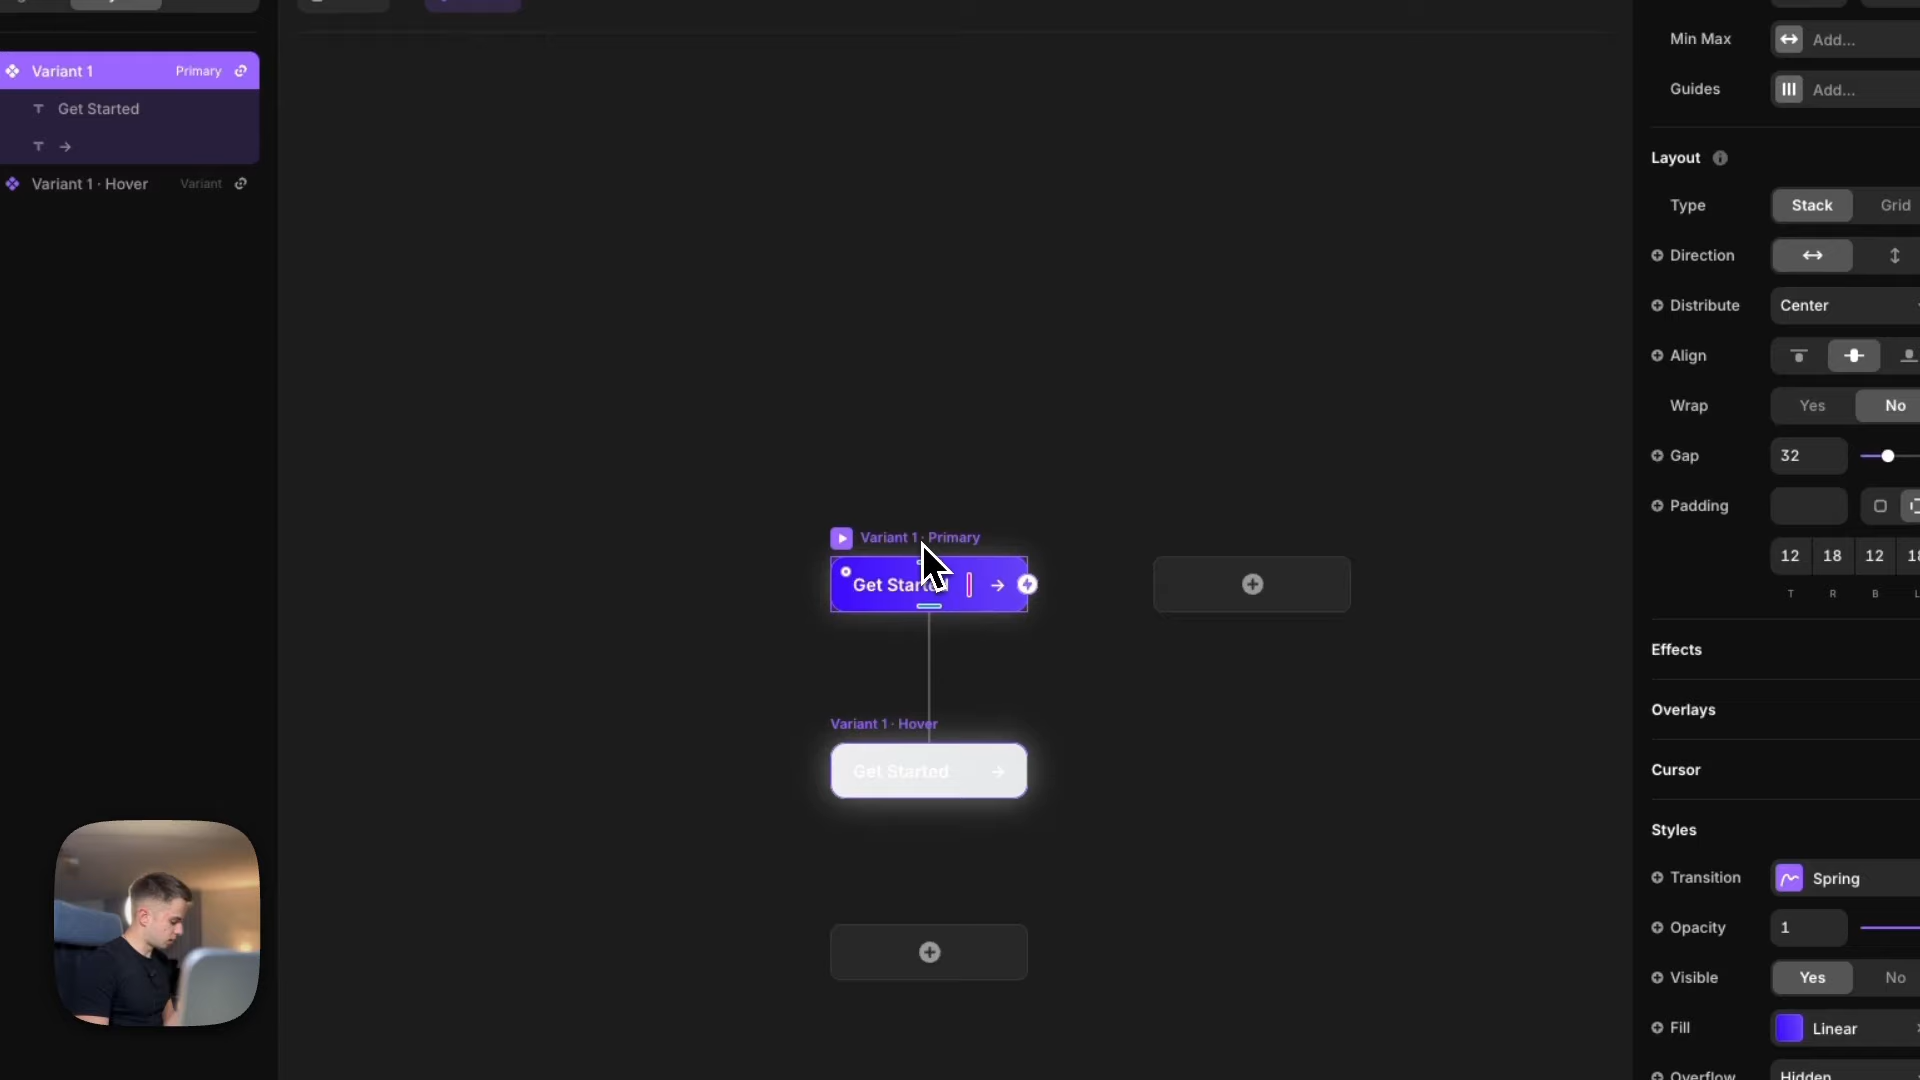 Variant 1 Primary
Get Started
→
Variant 1 · Hover Variant
Variant 1 · Primary
Get Started →
Variant 1 · Hover
Get Started →
Min Max Add...
Guides Add...
Layout
Type Stack Grid
Direction
Distribute Center
Align
Wrap Yes No
Gap 32
Padding
12 18 12
T R B L
Effects
Overlays
Cursor
Styles
Transition Spring
Opacity 1
Visible Yes No
Fill Linear
Overflow Hidden